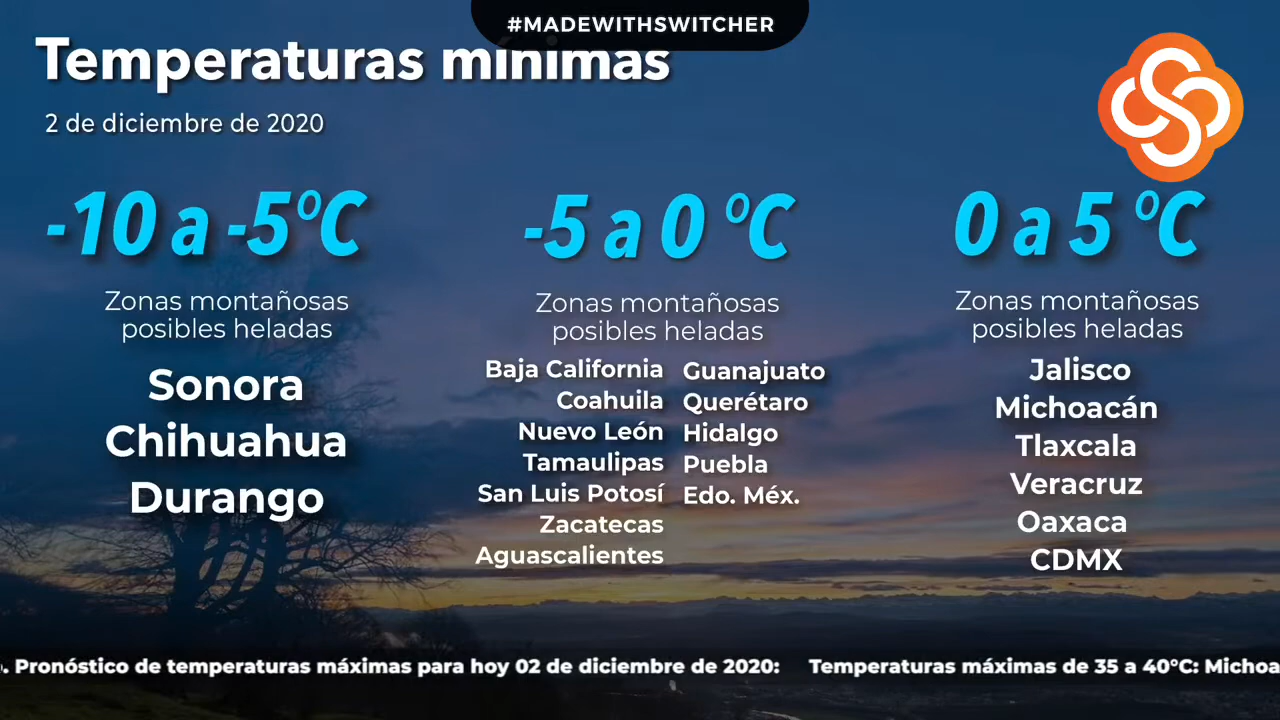 #MADEWITHSWITCHER
Temperaturas mínimas
2 de diciembre de 2020
-10 a -5ºC
Zonas montañosas
posibles heladas
Sonora
Chihuahua
Durango
-5 a 0 ºC
Zonas montañosas
posibles heladas
Baja California
Coahuila
Nuevo León
Tamaulipas
San Luis Potosí
Zacatecas
Aguascalientes
Guanajuato
Querétaro
Hidalgo
Puebla
Edo. Méx.
0 a 5 ºC
Zonas montañosas
posibles heladas
Jalisco
Michoacán
Tlaxcala
Veracruz
Oaxaca
CDMX
. Pronóstico de temperaturas máximas para hoy 02 de diciembre de 2020: Temperaturas máximas de 35 a 40°C: Michoa